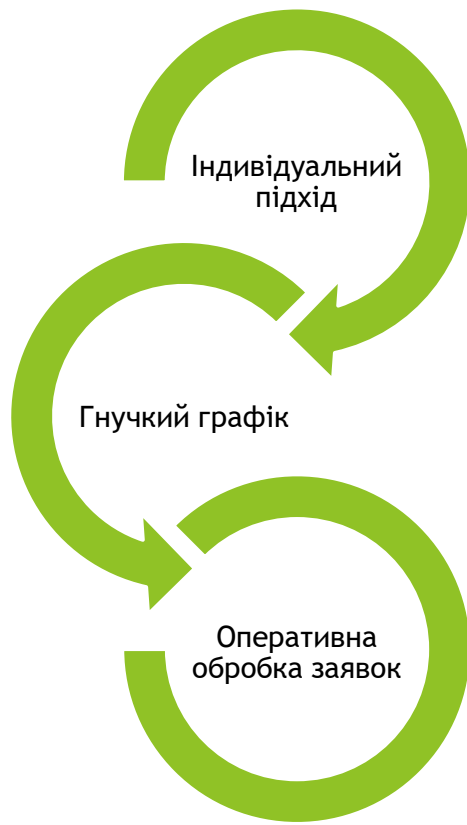 Індивідуальний
підхід
Гнучкий графік
Оперативна
обробка заявок